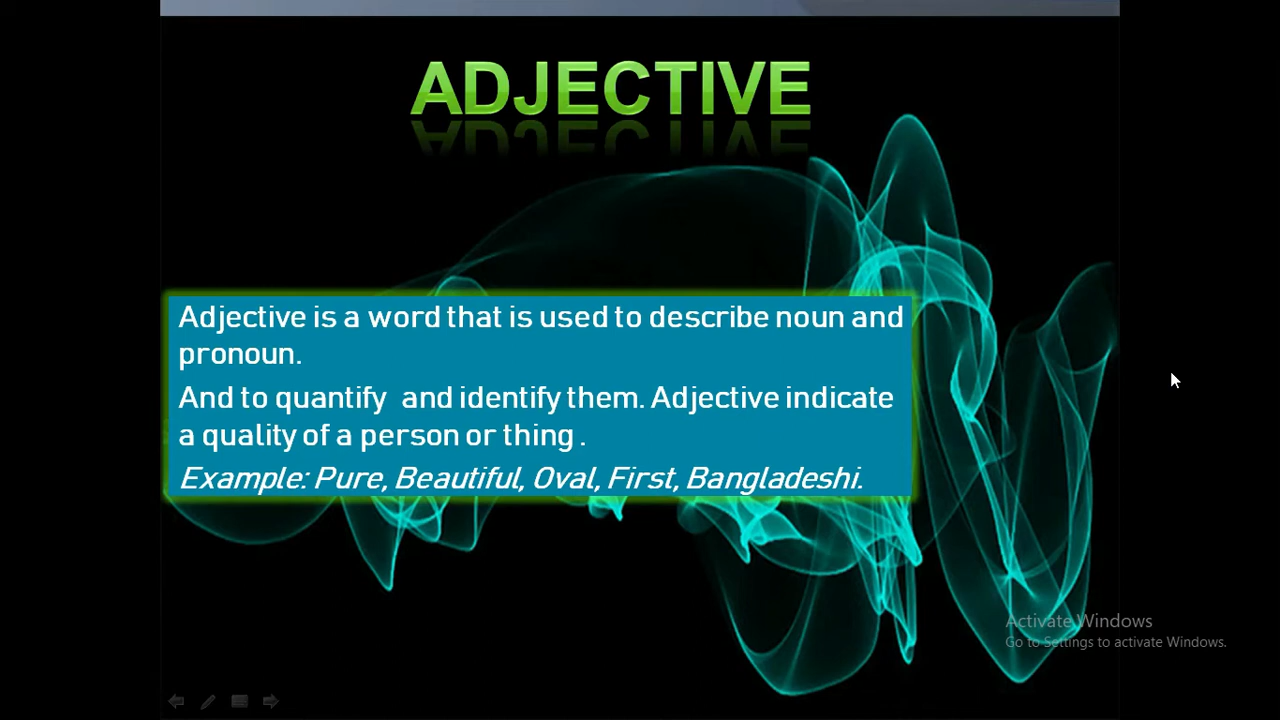 ADJECTIVE
Adjective is a word that is used to describe noun and
pronoun.
And to quantify  and identify them. Adjective indicate
a quality of a person or thing .
Example: Pure, Beautiful, Oval, First, Bangladeshi.
Activate Windows
Go to Settings to activate Windows.